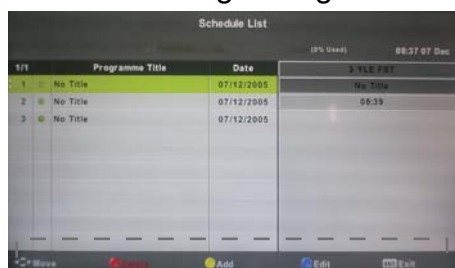 Schedule List
(0% Used) 08:37 07 Dec
1/1 Programme Title Date 3 YLE FST
1 No Title 07/12/2005 No Title
2 No Title 07/12/2005 08:39
3 No Title 07/12/2005
Move Delete Add Edit Exit